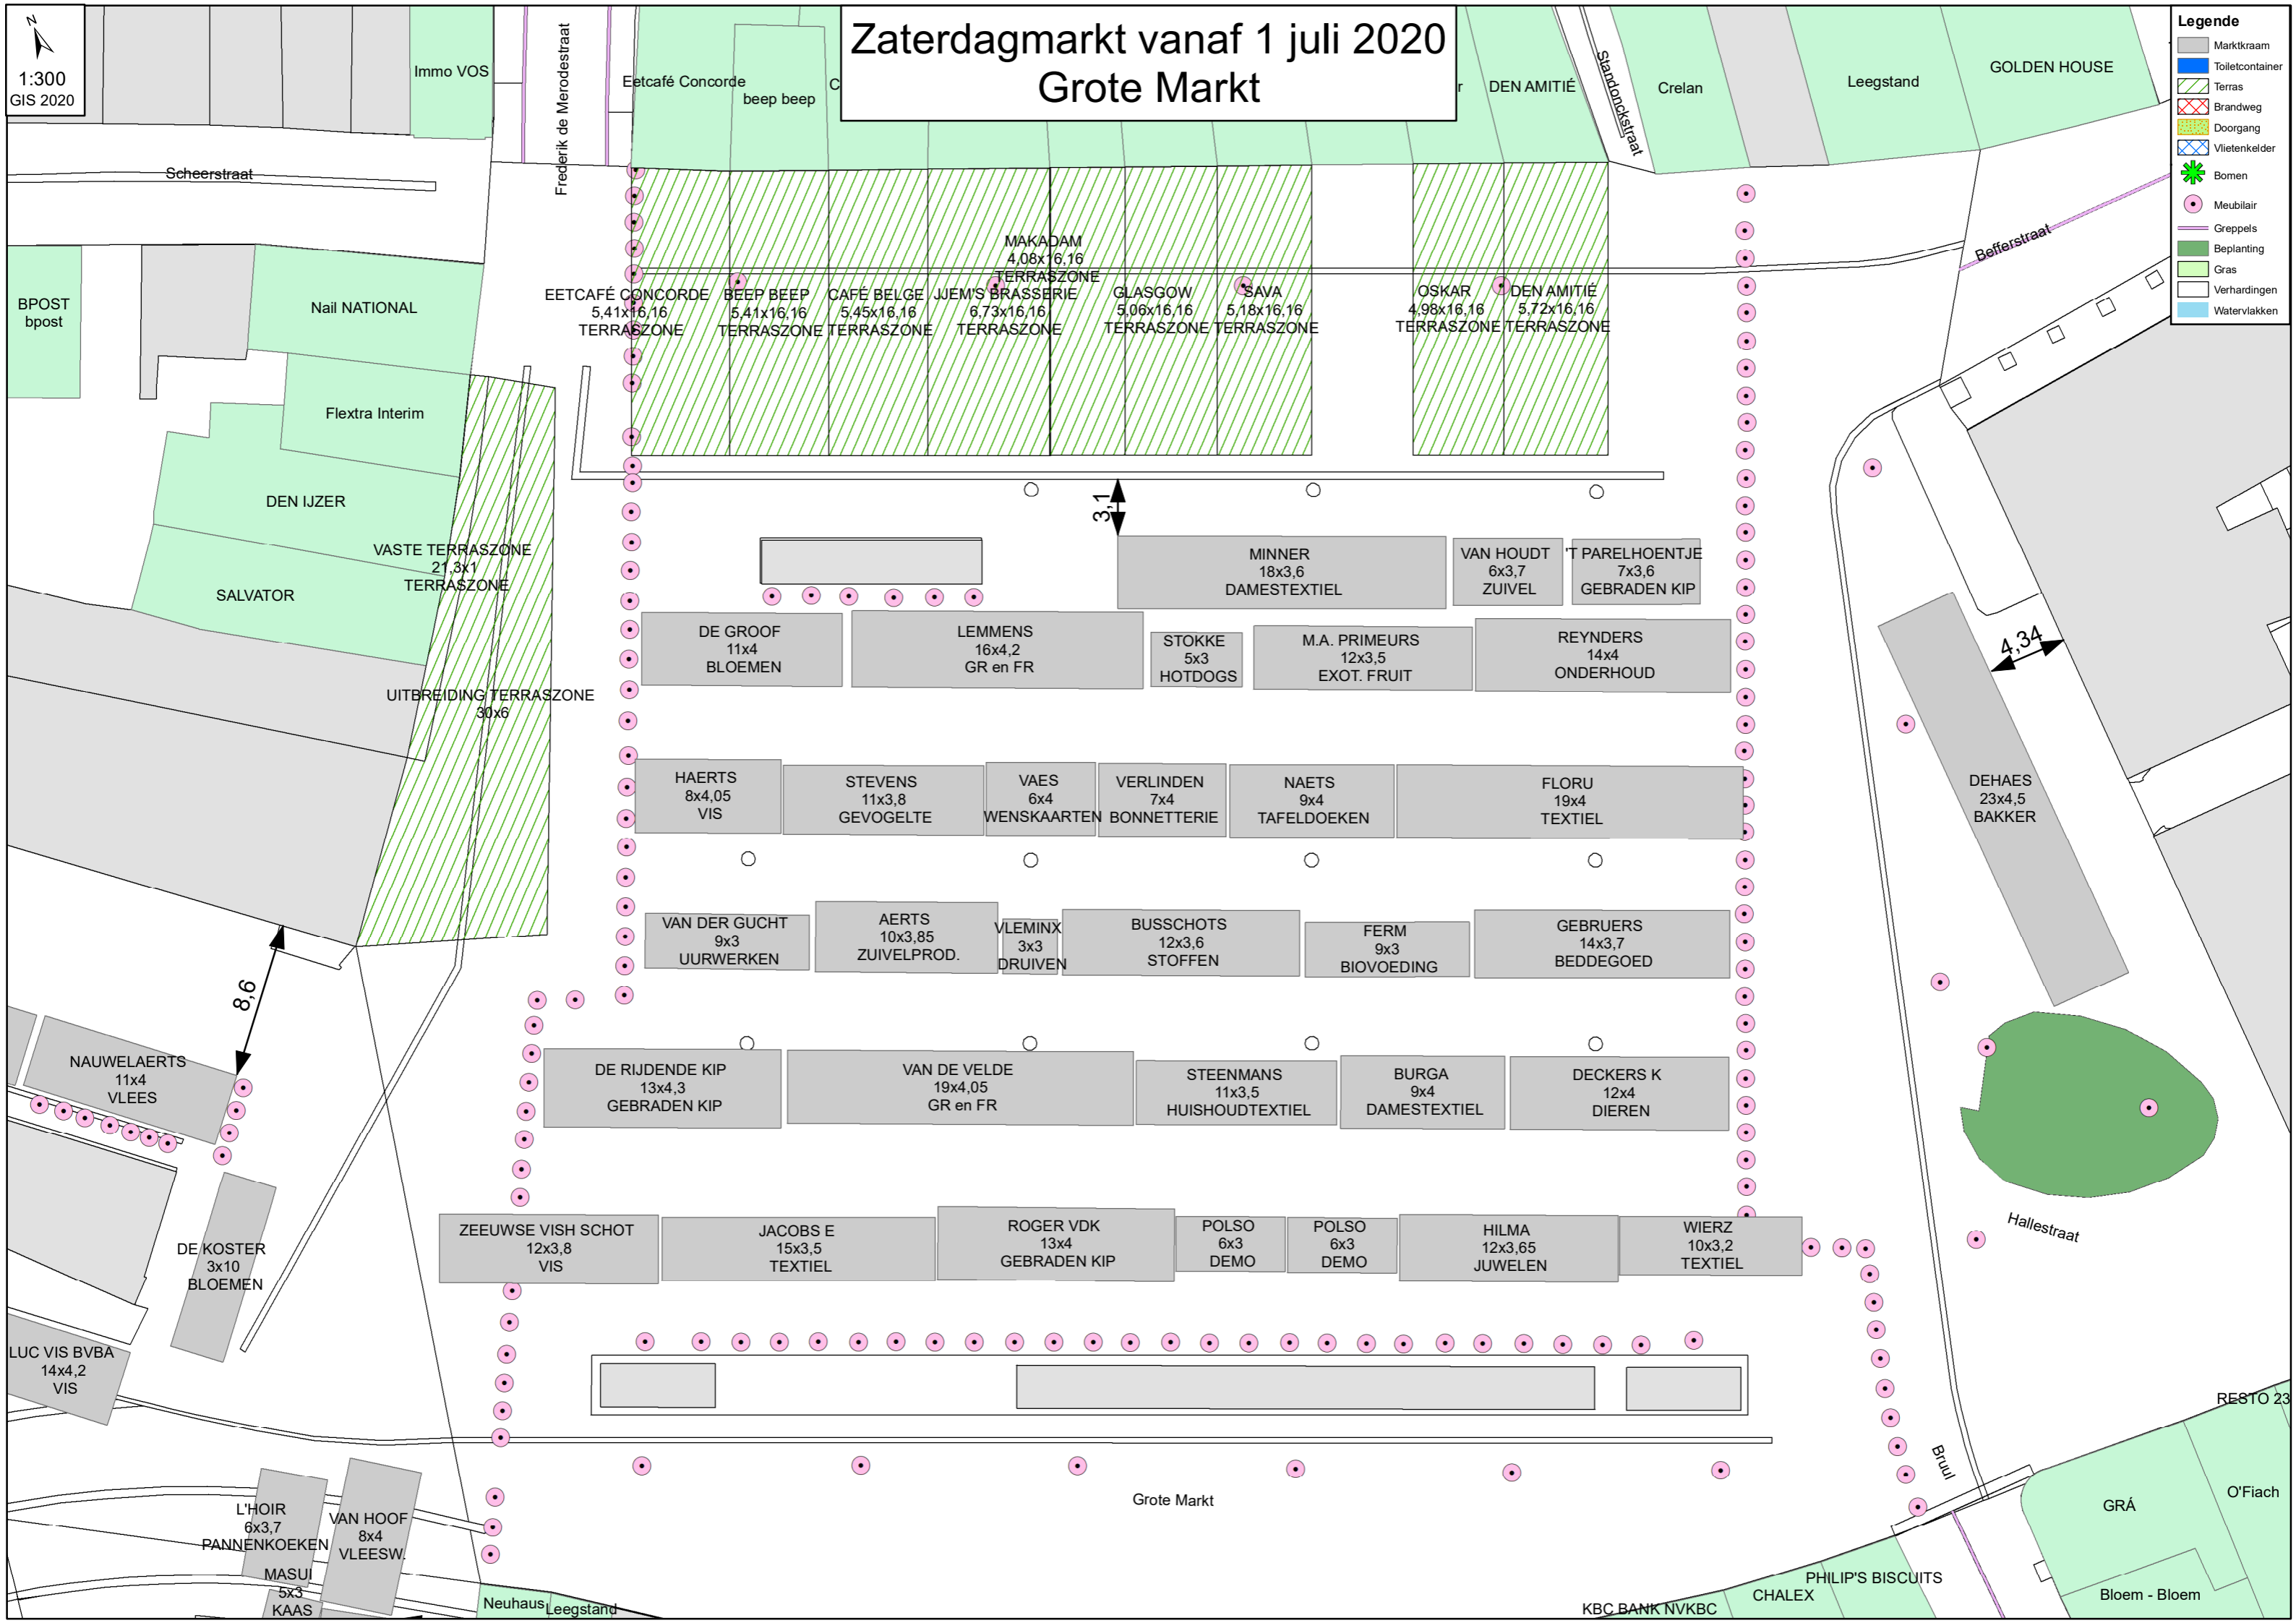 Zaterdagmarkt vanaf 1 juli 2020
Grote Markt
N
1:300
GIS 2020
Legende
Marktkraam
Toiletcontainer
Terras
Brandweg
Doorgang
Vlietenkelder
Bomen
Meubilair
Greppels
Beplanting
Gras
Verhardingen
Watervlakken
Immo VOS
Frederik de Merodestraat
Eetcafé Concorde
beep beep
C
r
DEN AMITIÉ
Standonckstraat
Crelan
Leegstand
GOLDEN HOUSE
Scheerstraat
Befferstraat
BPOST
bpost
Nail NATIONAL
Flextra Interim
DEN IJZER
SALVATOR
VASTE TERRASZONE
21,3x1
TERRASZONE
UITBREIDING TERRASZONE
30x6
EETCAFÉ CONCORDE
5,41x16,16
TERRASZONE
BEEP BEEP
5,41x16,16
TERRASZONE
CAFÉ BELGE
5,45x16,16
TERRASZONE
JJEM'S BRASSERIE
6,73x16,16
TERRASZONE
MAKADAM
4,08x16,16
TERRASZONE
GLASGOW
5,06x16,16
TERRASZONE
SAVA
5,18x16,16
TERRASZONE
OSKAR
4,98x16,16
TERRASZONE
DEN AMITIÉ
5,72x16,16
TERRASZONE
3,1
MINNER
18x3,6
DAMESTEXTIEL
VAN HOUDT
6x3,7
ZUIVEL
'T PARELHOENTJE
7x3,6
GEBRADEN KIP
DE GROOF
11x4
BLOEMEN
LEMMENS
16x4,2
GR en FR
STOKKE
5x3
HOTDOGS
M.A. PRIMEURS
12x3,5
EXOT. FRUIT
REYNDERS
14x4
ONDERHOUD
4,34
DEHAES
23x4,5
BAKKER
HAERTS
8x4,05
VIS
STEVENS
11x3,8
GEVOGELTE
VAES
6x4
WENSKAARTEN
VERLINDEN
7x4
BONNETTERIE
NAETS
9x4
TAFELDOEKEN
FLORU
19x4
TEXTIEL
VAN DER GUCHT
9x3
UURWERKEN
AERTS
10x3,85
ZUIVELPROD.
VLEMINX
3x3
DRUIVEN
BUSSCHOTS
12x3,6
STOFFEN
FERM
9x3
BIOVOEDING
GEBRUERS
14x3,7
BEDDEGOED
8,6
NAUWELAERTS
11x4
VLEES
DE RIJDENDE KIP
13x4,3
GEBRADEN KIP
VAN DE VELDE
19x4,05
GR en FR
STEENMANS
11x3,5
HUISHOUDTEXTIEL
BURGA
9x4
DAMESTEXTIEL
DECKERS K
12x4
DIEREN
DE KOSTER
3x10
BLOEMEN
ZEEUWSE VISH SCHOT
12x3,8
VIS
JACOBS E
15x3,5
TEXTIEL
ROGER VDK
13x4
GEBRADEN KIP
POLSO
6x3
DEMO
POLSO
6x3
DEMO
HILMA
12x3,65
JUWELEN
WIERZ
10x3,2
TEXTIEL
Hallestraat
LUC VIS BVBA
14x4,2
VIS
L'HOIR
6x3,7
PANNENKOEKEN
VAN HOOF
8x4
VLEESW.
MASUI
5x3
KAAS
Grote Markt
Bruul
RESTO 23
O'Fiach
GRÁ
Bloem - Bloem
PHILIP'S BISCUITS
CHALEX
KBC BANK NVKBC
Neuhaus
Leegstand